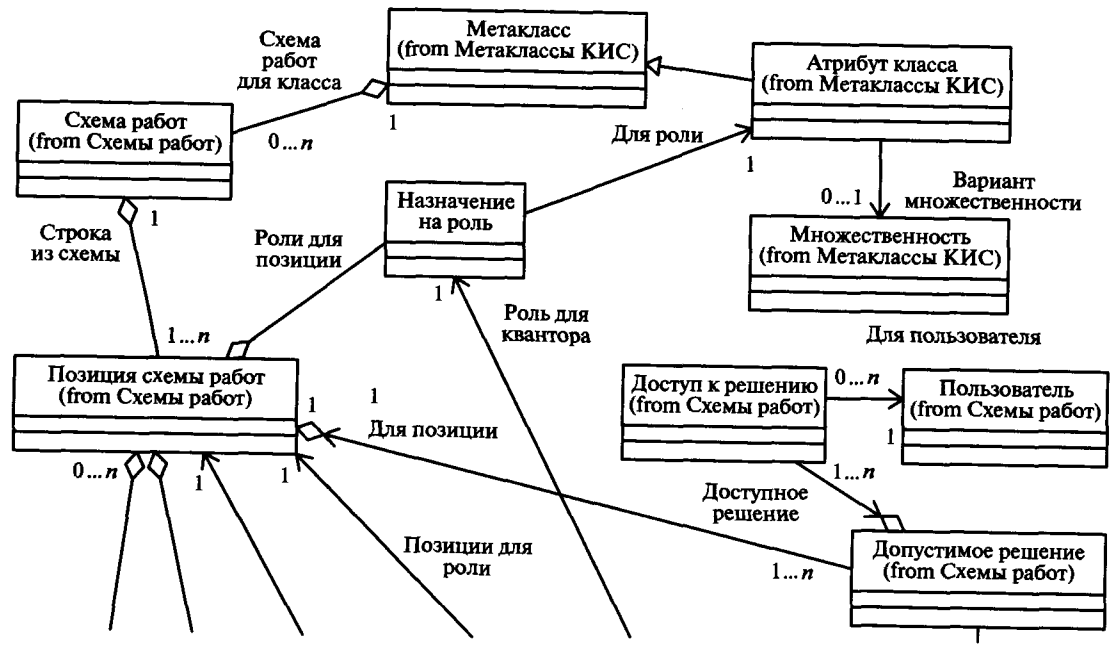 Метакласс
(from Метаклассы КИС)
Схема
работ
для класса
Атрибут класса
(from Метаклассы КИС)
Схема работ
(from Схемы работ)
1
0...n
Для роли
1
Назначение
на роль
Вариант
множественности
0...1
1
Строка
из схемы
Роли для
позиции
Множественность
(from Метаклассы КИС)
1
Роль для
квантора
1...n
Для пользователя
Позиция схемы работ
(from Схемы работ)
Доступ к решению
(from Схемы работ)
0...n
Пользователь
(from Схемы работ)
1
1
1
Для позиции
0...n
1
1
1...n
Доступное
решение
Позиции для
роли
1...n
Допустимое решение
(from Схемы работ)